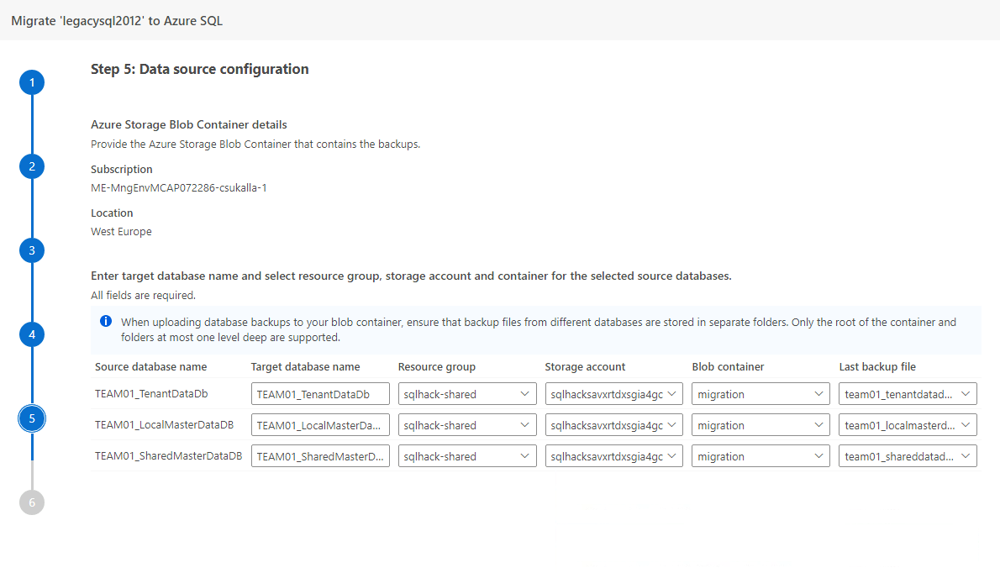 Migrate 'legacysql2012' to Azure SQL
Step 5: Data source configuration
1
2
3
4
5
6
Azure Storage Blob Container details
Provide the Azure Storage Blob Container that contains the backups.
Subscription
ME-MngEnvMCAP072286-csukalla-1
Location
West Europe
Enter target database name and select resource group, storage account and container for the selected source databases.
All fields are required.
When uploading database backups to your blob container, ensure that backup files from different databases are stored in separate folders. Only the root of the container and
folders at most one level deep are supported.
Source database name Target database name Resource group Storage account Blob container Last backup file
TEAM01_TenantDataDb TEAM01_TenantDataDb sqlhack-shared sqlhacksavxrtdxsgia4gc migration team01_tenantdatad...
TEAM01_LocalMasterDataDB TEAM01_LocalMasterDa... sqlhack-shared sqlhacksavxrtdxsgia4gc migration team01_localmasterd...
TEAM01_SharedMasterDataDB TEAM01_SharedMasterD... sqlhack-shared sqlhacksavxrtdxsgia4gc migration team01_shareddatad...